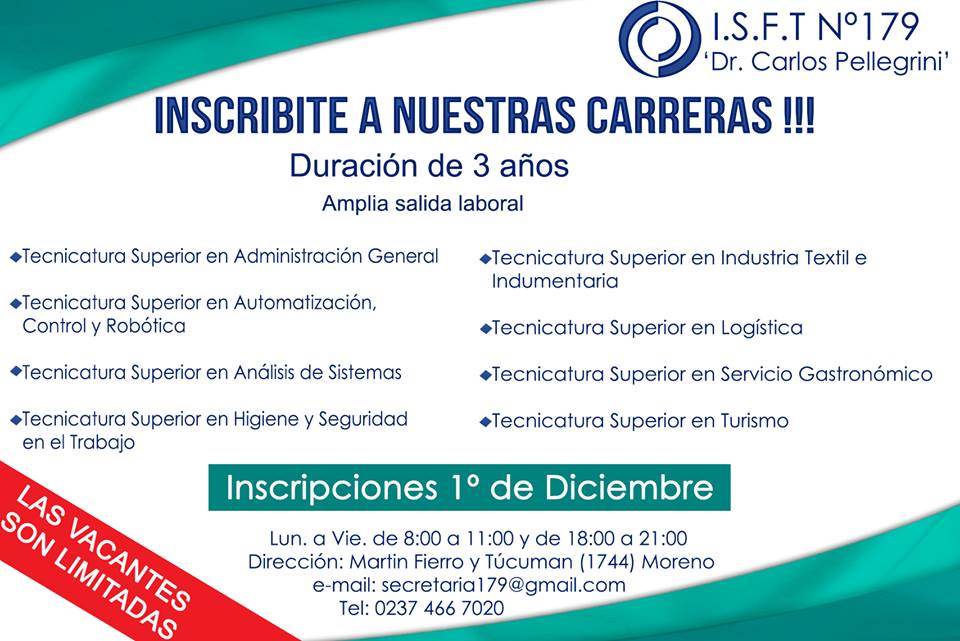 I.S.F.T Nº179
‘Dr. Carlos Pellegrini’
INSCRIBITE A NUESTRAS CARRERAS !!!
Duración de 3 años
Amplia salida laboral
Tecnicatura Superior en Administración General
Tecnicatura Superior en Automatización,
Control y Robótica
Tecnicatura Superior en Análisis de Sistemas
Tecnicatura Superior en Higiene y Seguridad
en el Trabajo
Tecnicatura Superior en Industria Textil e
Indumentaria
Tecnicatura Superior en Logística
Tecnicatura Superior en Servicio Gastronómico
Tecnicatura Superior en Turismo
Inscripciones 1º de Diciembre
LAS VACANTES
SON LIMITADAS
Lun. a Vie. de 8:00 a 11:00 y de 18:00 a 21:00
Dirección: Martin Fierro y Túcuman (1744) Moreno
e-mail: secretaria179@gmail.com
Tel: 0237 466 7020